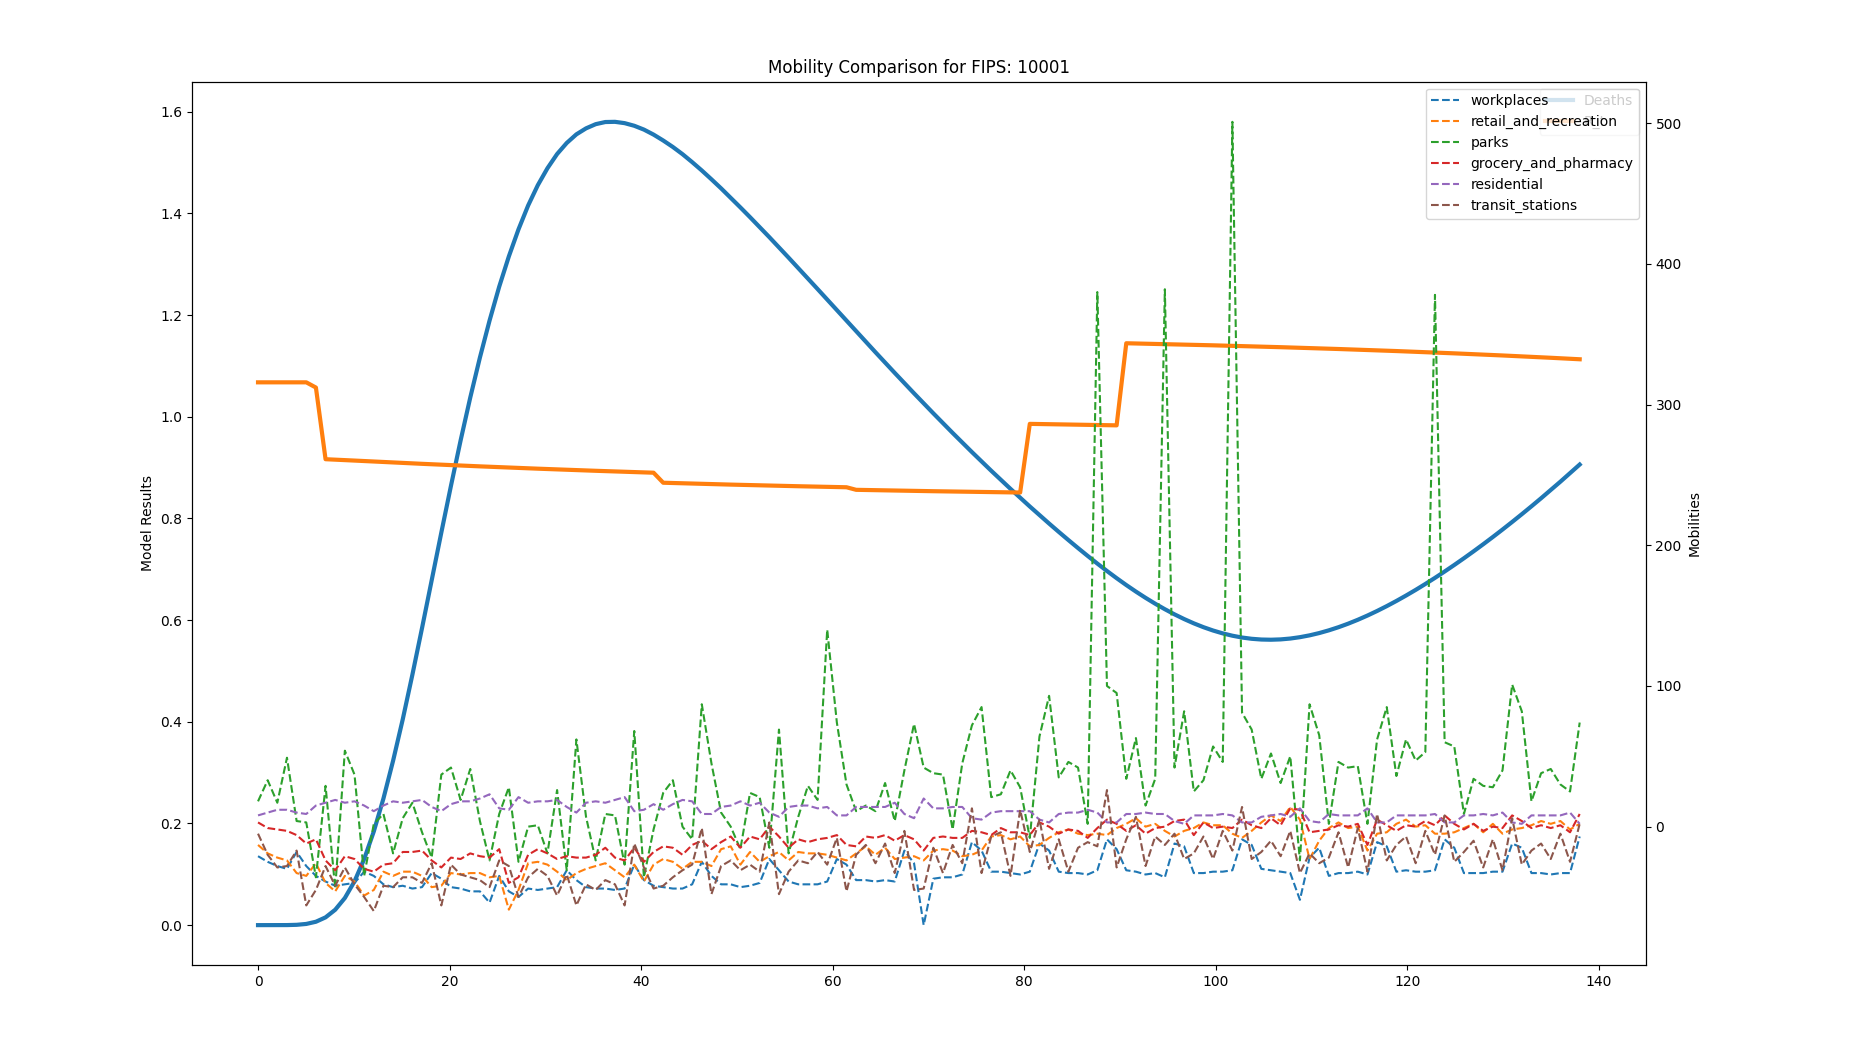 Mobility Comparison for FIPS: 10001
workplaces
Deaths
retail_and_recreation
parks
grocery_and_pharmacy
residential
transit_stations
1.6
1.4
1.2
1.0
0.8
0.6
0.4
0.2
0.0
Model Results
500
400
300
200
100
0
Mobilities
0
20
40
60
80
100
120
140